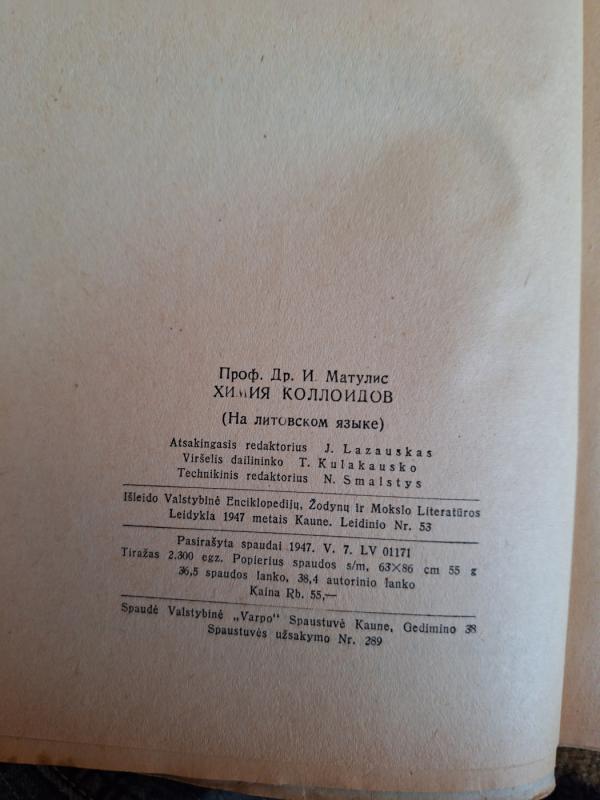 Проф. Др. И. Матулис
ХИМИЯ КОЛЛОИДОВ
(На литовском языке)
Atsakingasis redaktorius J. Lazauskas
Viršelis dailininko T. Kulakausko
Technikinis redaktorius N. Smalstys
Išleido Valstybinė Enciklopedijų, Žodynų ir Mokslo Literatūros
Leidykla 1947 metais Kaune. Leidinio Nr. 53
Pasirašyta spaudai 1947. V. 7. LV 01171
Tiražas 2.300 egz. Popierius spaudos s/m, 63×86 cm 55 g
36,5 spaudos lanko, 38,4 autorinio lanko
Kaina Rb. 55,—
Spaudė Valstybinė „Varpo" Spaustuvė Kaune, Gedimino 38
Spaustuvės užsakymo Nr. 289